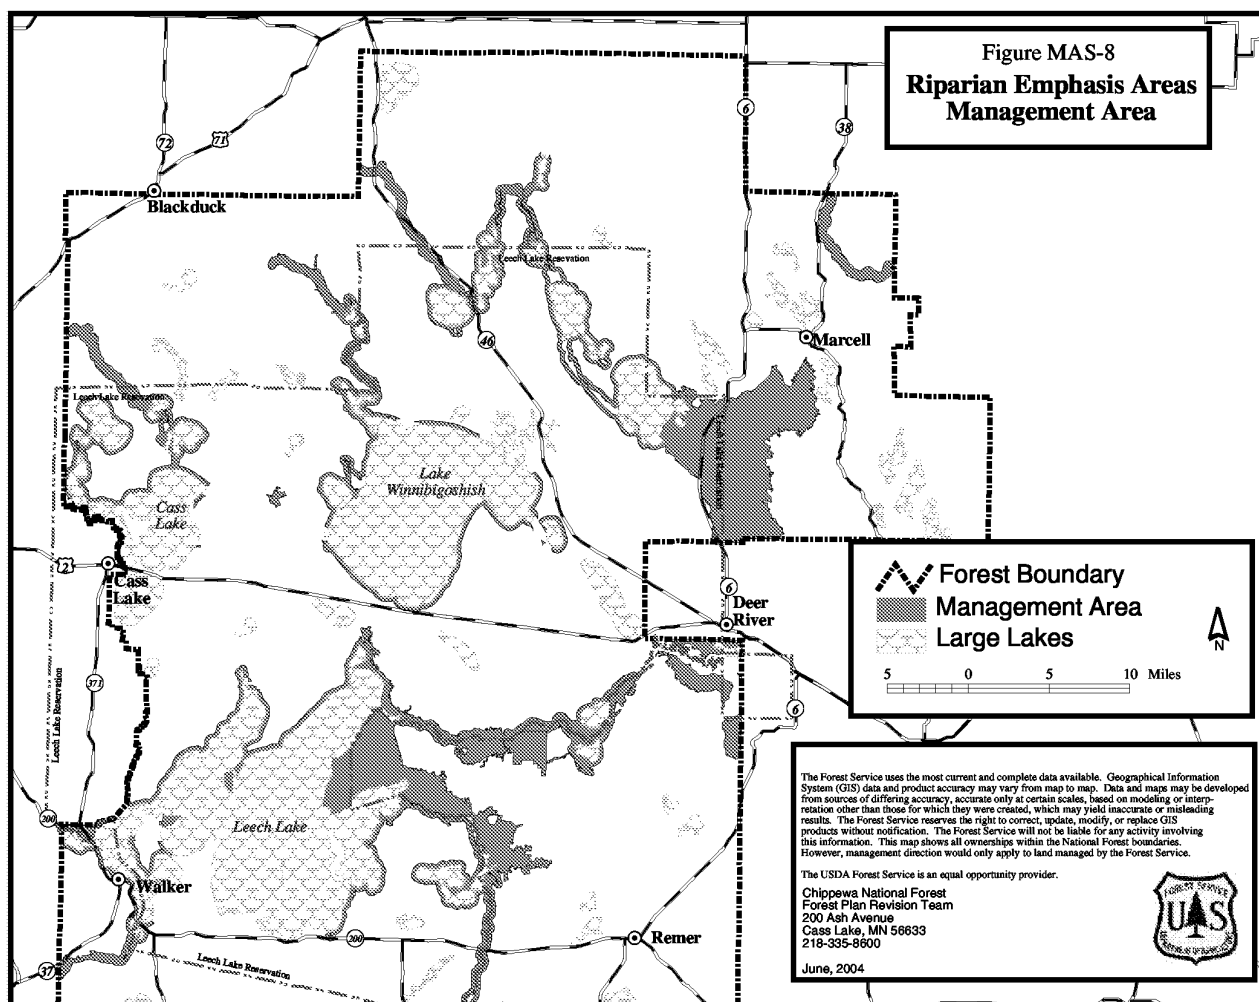 Figure MAS-8
Riparian Emphasis Areas
Management Area
6
38
72
71
Blackduck
Leech Lake Reservation
46
Marcell
Leech Lake Reservation
Lake
Winnibigoshish
Cass
Lake
2
Cass
Lake
6
Deer
River
Forest Boundary
Management Area
Large Lakes
N
5 0 5 10 Miles
371
Leech Lake Reservation
6
200
Leech Lake
Walker
200
Remer
37
Leech Lake Reservation
The Forest Service uses the most current and complete data available. Geographical Information
System (GIS) data and product accuracy may vary from map to map. Data and maps may be developed
from sources of differing accuracy, accurate only at certain scales, based on modeling or interp-
retation other than those for which they were created, which may yield inaccurate or misleading
results. The Forest Service reserves the right to correct, update, modify, or replace GIS
products without notification. The Forest Service will not be liable for any activity involving
this information. This map shows all ownerships within the National Forest boundaries.
However, management direction would only apply to land managed by the Forest Service.
The USDA Forest Service is an equal opportunity provider.
Chippewa National Forest
Forest Plan Revision Team
200 Ash Avenue
Cass Lake, MN 56633
218-335-8600
June, 2004
FOREST SERVICE
U S
DEPARTMENT OF AGRICULTURE